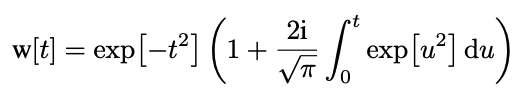 w[t] = exp[−t²] (1 + 2i/√π ∫₀ᵗ exp[u²] du)